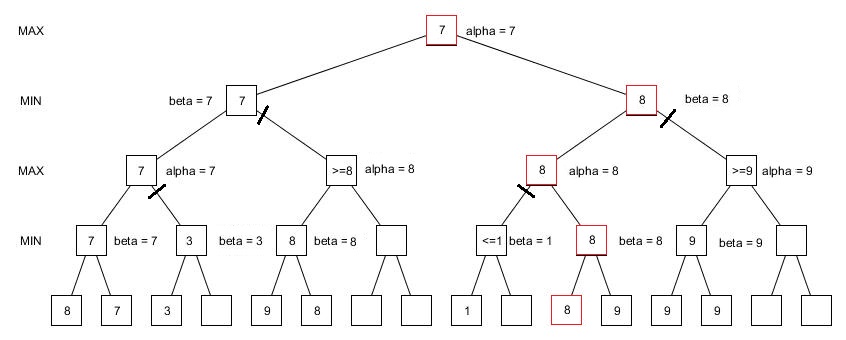 MAX 7 alpha = 7
MIN beta = 7 7 8 beta = 8
MAX 7 alpha = 7 >=8 alpha = 8 8 alpha = 8 >=9 alpha = 9
MIN 7 beta = 7 3 beta = 3 8 beta = 8 <=1 beta = 1 8 beta = 8 9 beta = 9
8 7 3 9 8 1 8 9 9 9